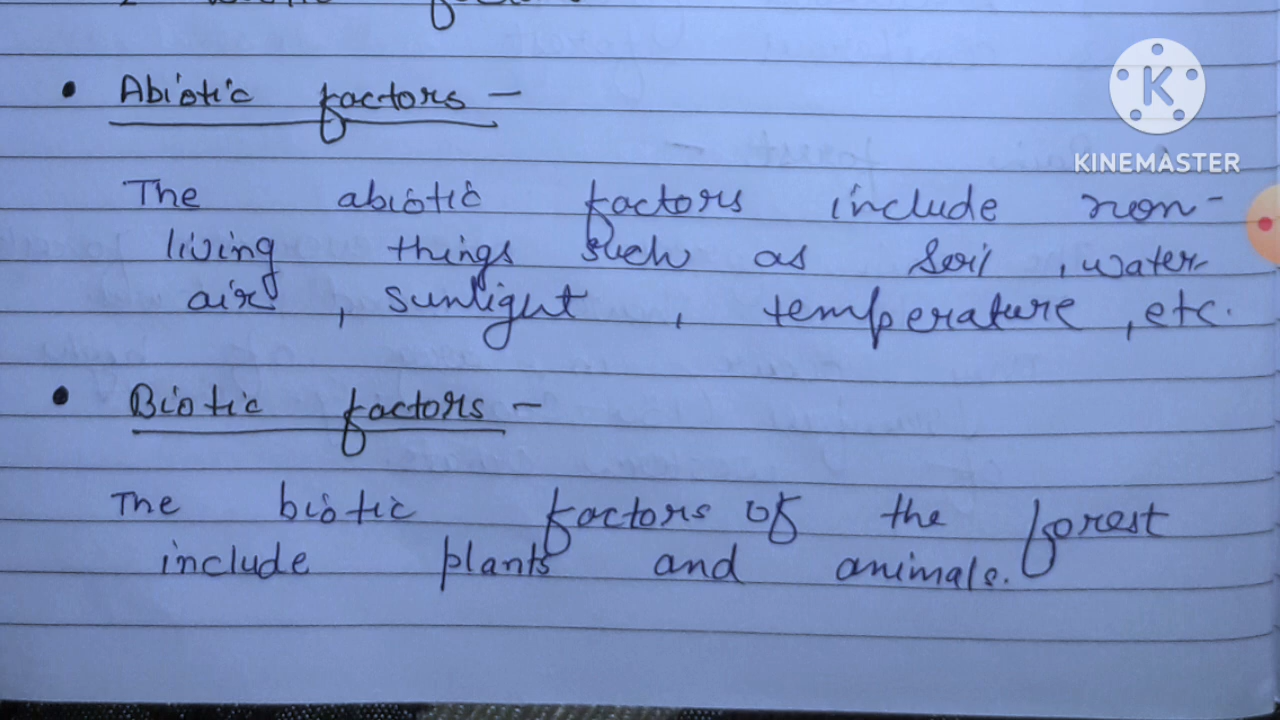 • Abiotic factors -
The abiotic factors include non-
living things such as soil, water
air, sunlight, temperature, etc.
• Biotic factors -
The biotic factors of the forest
include plants and animals.
K
KINEMASTER